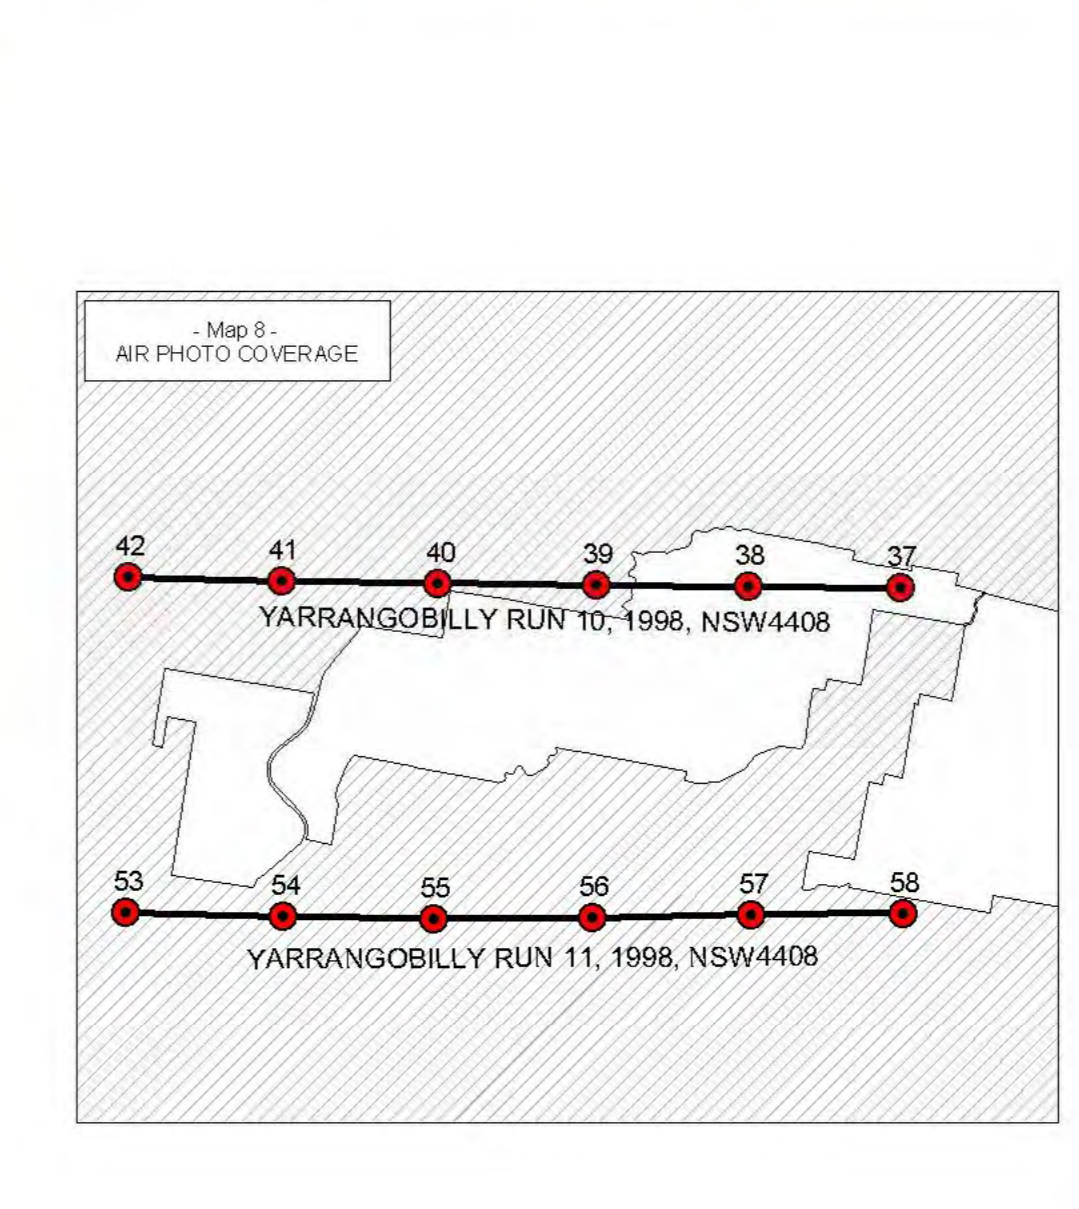 - Map 8 -
AIR PHOTO COVERAGE
42 41 40 39 38 37
YARRANGOBILLY RUN 10, 1998, NSW4408
53 54 55 56 57 58
YARRANGOBILLY RUN 11, 1998, NSW4408